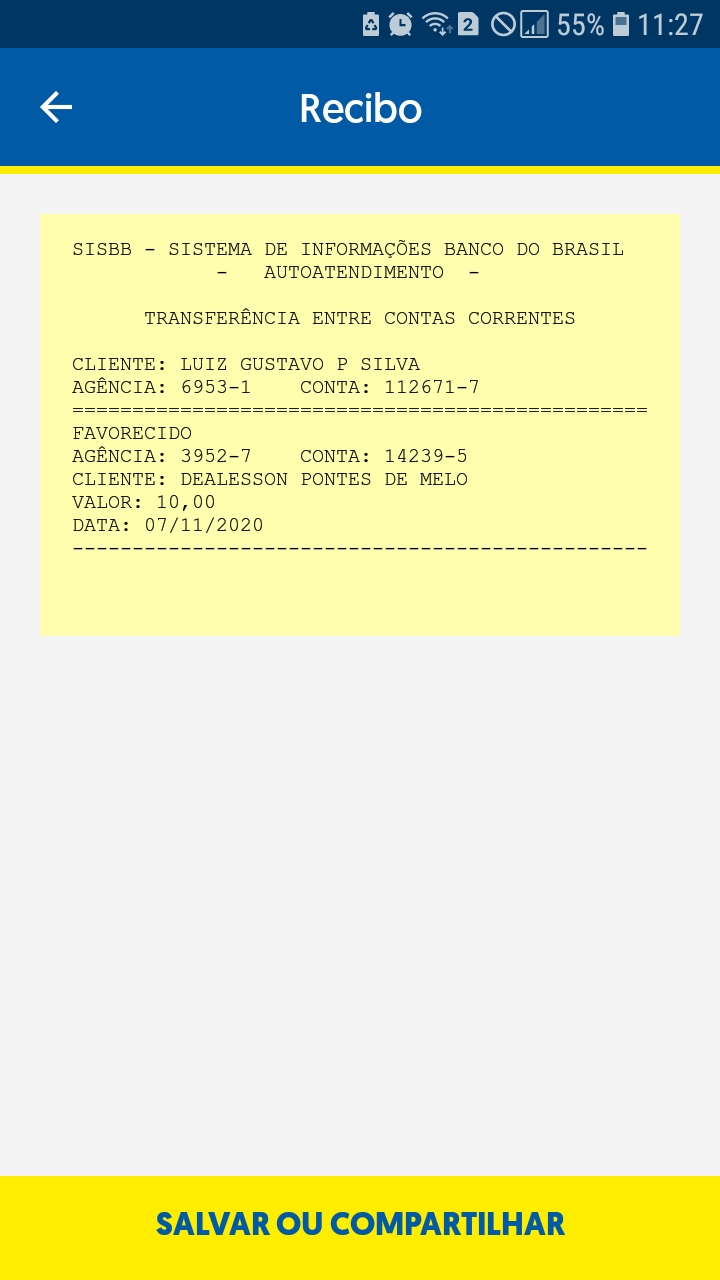 55% 11:27
Recibo
SISBB - SISTEMA DE INFORMAÇÕES BANCO DO BRASIL
- AUTOATENDIMENTO -
TRANSFERÊNCIA ENTRE CONTAS CORRENTES
CLIENTE: LUIZ GUSTAVO P SILVA
AGÊNCIA: 6953-1 CONTA: 112671-7
================================================
FAVORECIDO
AGÊNCIA: 3952-7 CONTA: 14239-5
CLIENTE: DEALESSON PONTES DE MELO
VALOR: 10,00
DATA: 07/11/2020
------------------------------------------------
SALVAR OU COMPARTILHAR